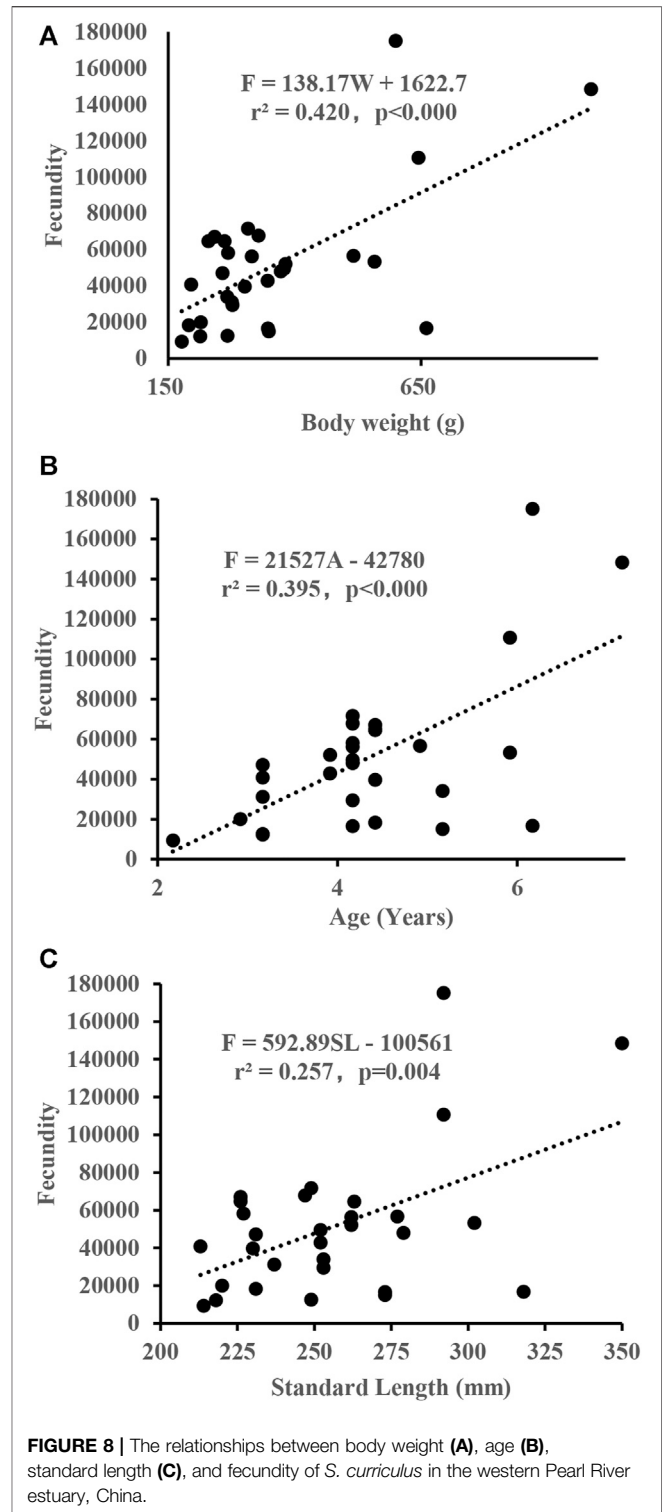 A
180000
160000
140000
120000
100000
80000
60000
40000
20000
0
Fecundity
F = 138.17W + 1622.7
r² = 0.420, p<0.000
150
650
Body weight (g)
B
180000
160000
140000
120000
100000
80000
60000
40000
20000
0
Fecundity
F = 21527A - 42780
r² = 0.395, p<0.000
2
4
6
Age (Years)
C
180000
160000
140000
120000
100000
80000
60000
40000
20000
0
Fecundity
F = 592.89SL - 100561
r² = 0.257, p=0.004
200
225
250
275
300
325
350
Standard Length (mm)
FIGURE 8 | The relationships between body weight (A), age (B),
standard length (C), and fecundity of S. curriculus in the western Pearl River
estuary, China.